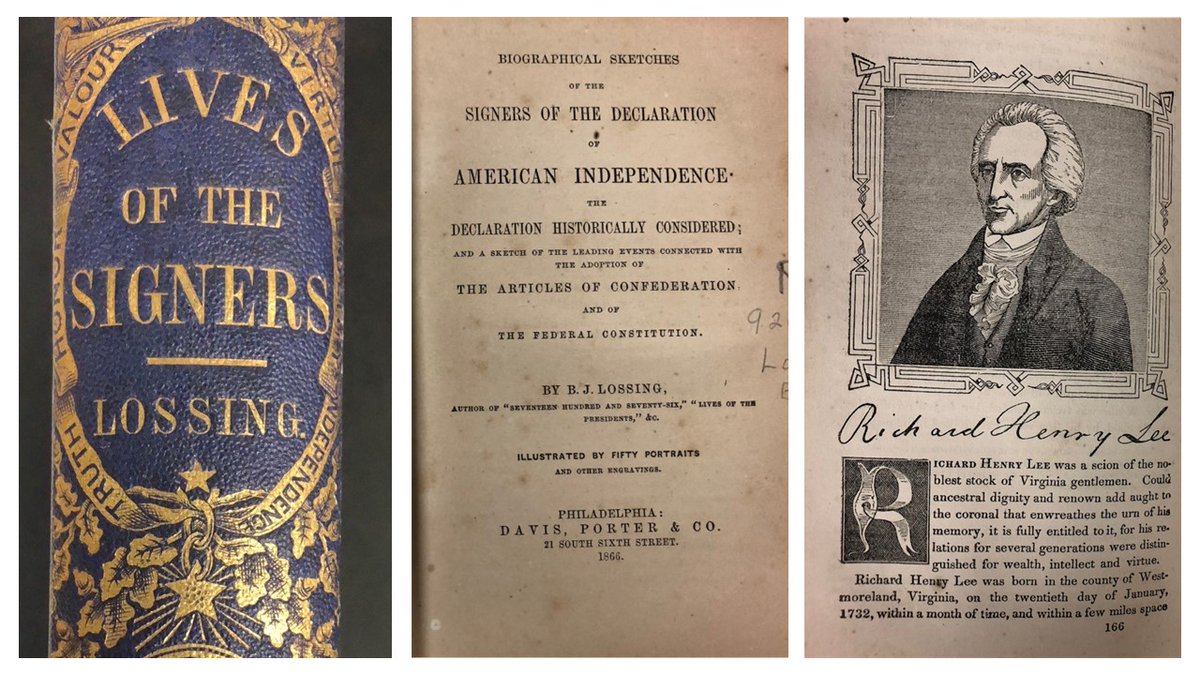 HONOR VALOUR
VIRTUE
LIVES
OF THE
SIGNERS
LOSSING.
TRUTH
INDEPENDENCE
BIOGRAPHICAL SKETCHES
OF THE
SIGNERS OF THE DECLARATION
OF
AMERICAN INDEPENDENCE
THE
DECLARATION HISTORICALLY CONSIDERED;
AND A SKETCH OF THE LEADING EVENTS CONNECTED WITH
THE ADOPTION OF
THE ARTICLES OF CONFEDERATION
AND OF
THE FEDERAL CONSTITUTION.
BY B. J. LOSSING,
AUTHOR OF "SEVENTEEN HUNDRED AND SEVENTY-SIX," "LIVES OF THE
PRESIDENTS," &c.
ILLUSTRATED BY FIFTY PORTRAITS
AND OTHER ENGRAVINGS.
PHILADELPHIA:
DAVIS, PORTER & CO.
21 SOUTH SIXTH STREET.
1866.
92
Richard Henry Lee
RICHARD HENRY LEE was a scion of the no-
blest stock of Virginia gentlemen. Could
ancestral dignity and renown add aught to
the coronal that enwreathes the urn of his
memory, it is fully entitled to it, for his re-
lations for several generations were distin-
guished for wealth, intellect and virtue.
Richard Henry Lee was born in the county of West-
moreland, Virginia, on the twentieth day of January,
1732, within a month of time, and within a few miles space
166